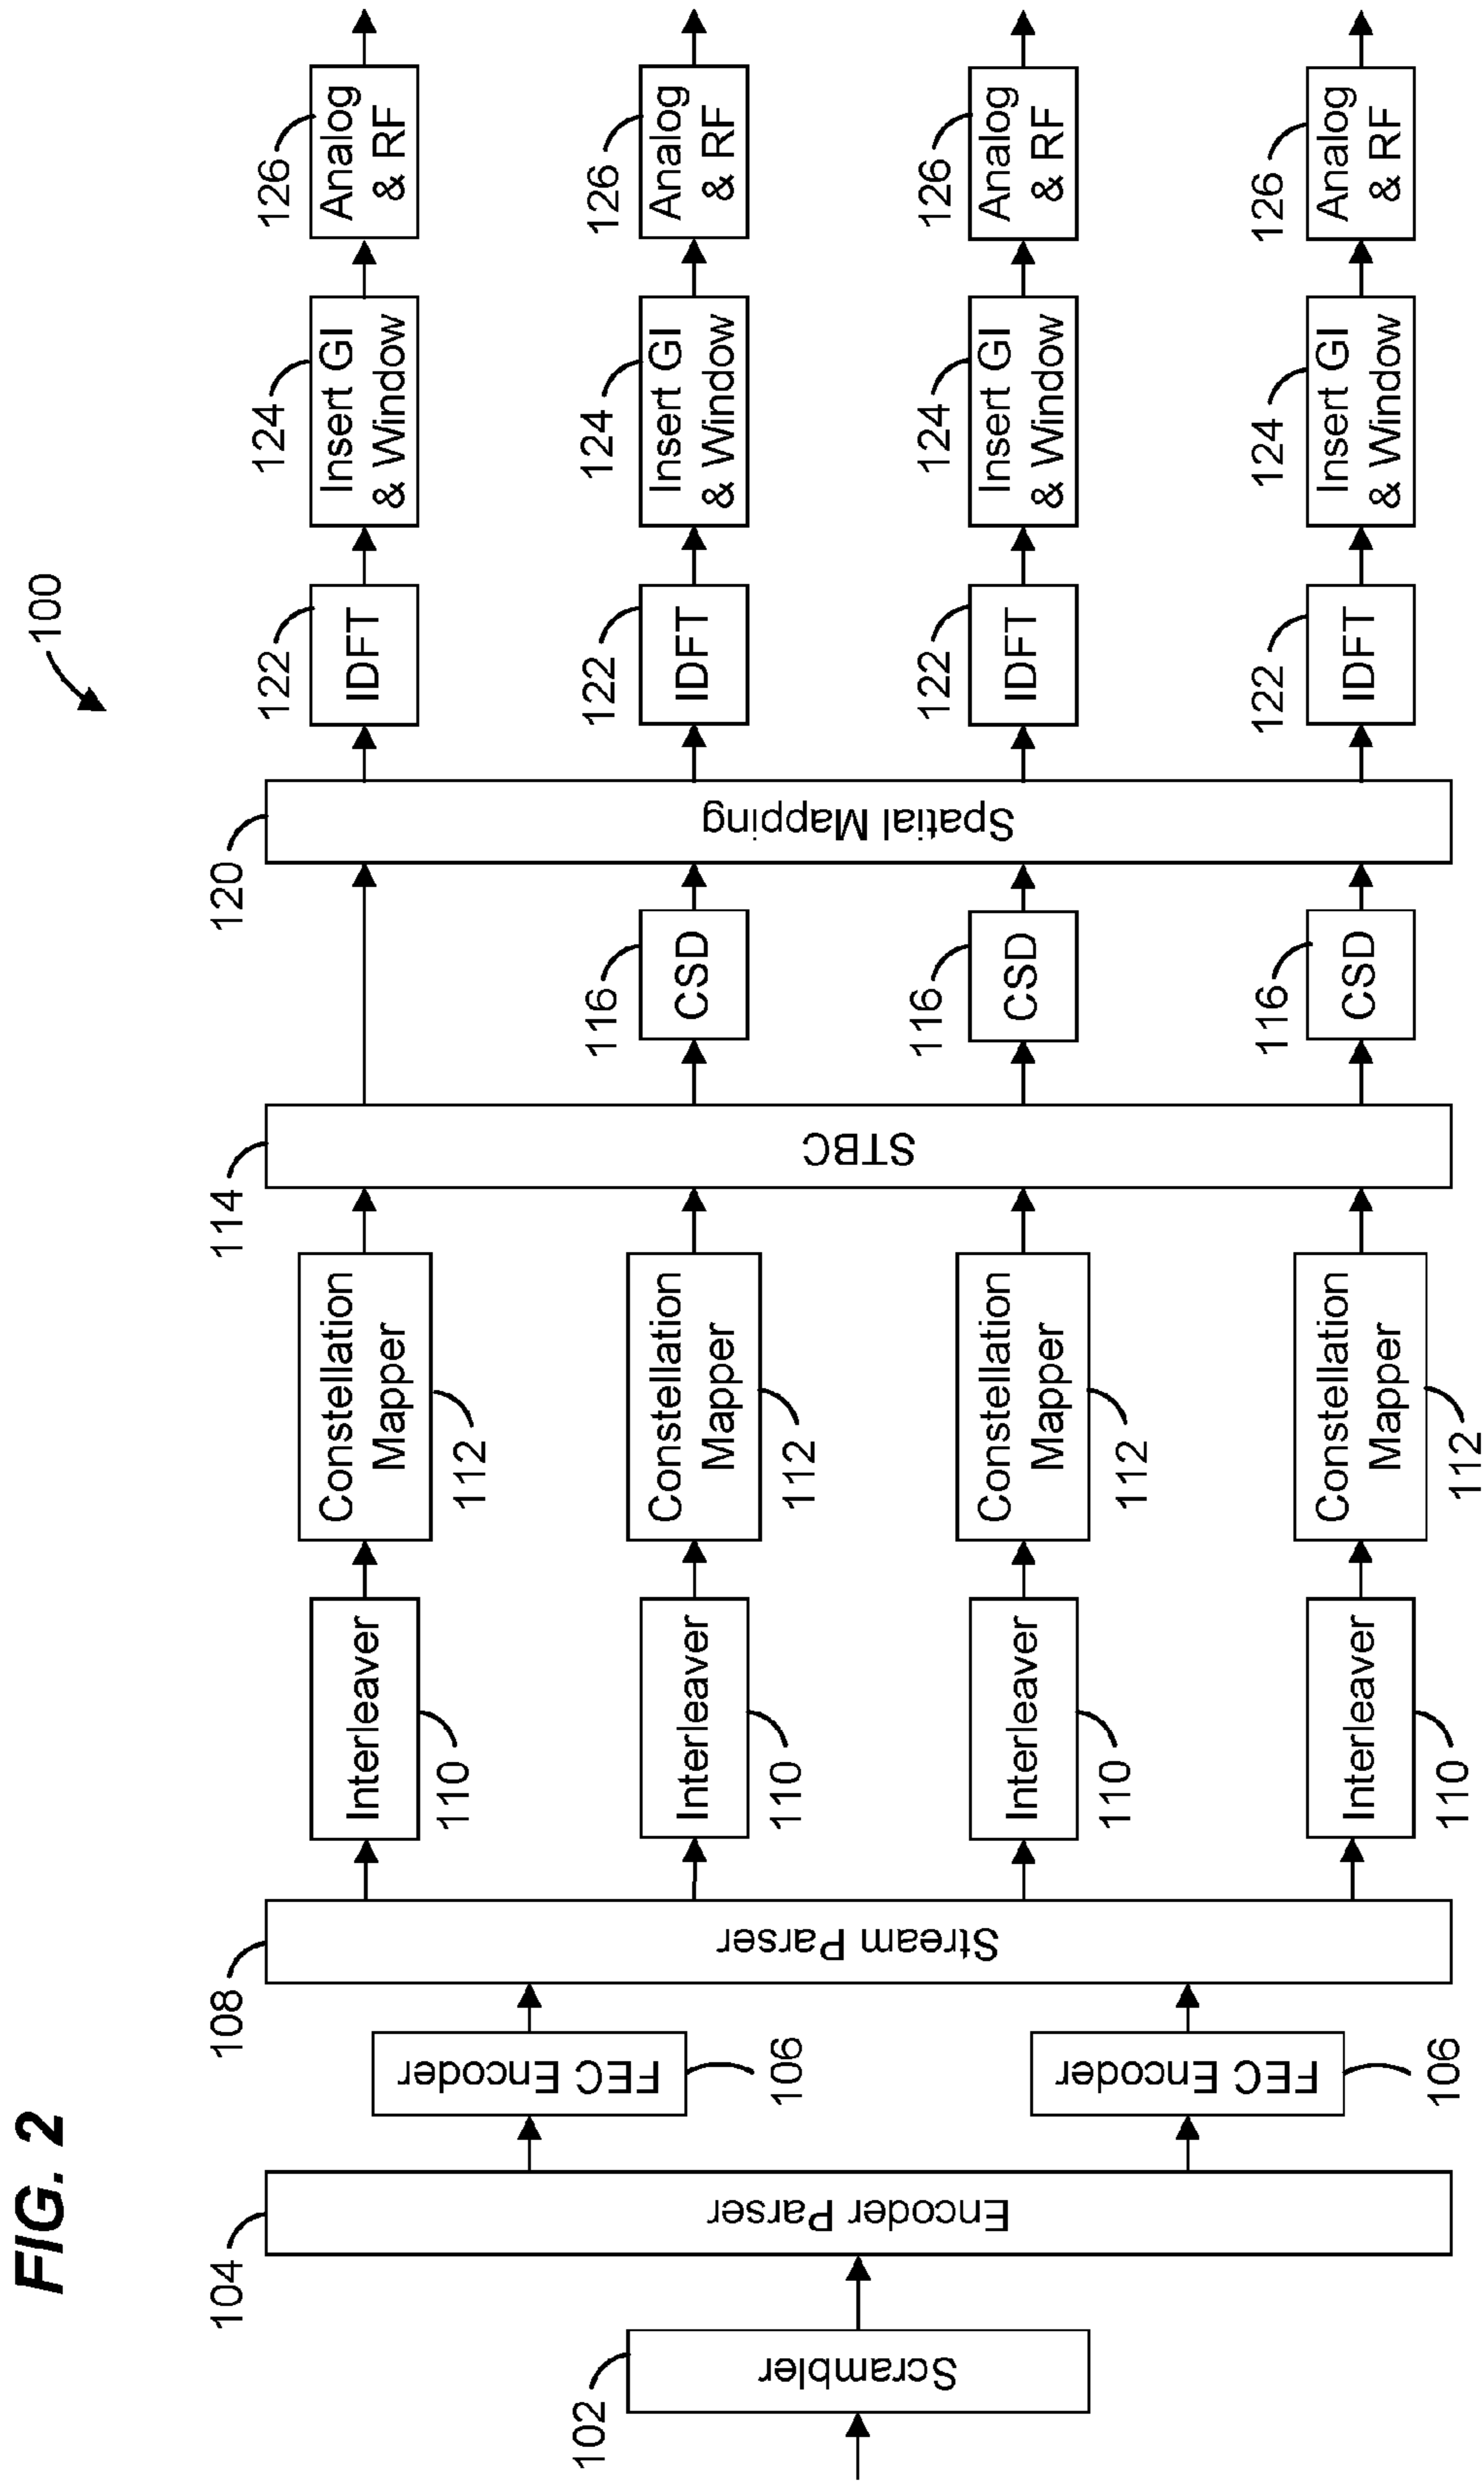 FIG. 2
100
102
Scrambler
104
Encoder Parser
FEC Encoder
106
FEC Encoder
106
108
Stream Parser
Interleaver
110
Interleaver
110
Interleaver
110
Interleaver
110
Constellation
Mapper
112
Constellation
Mapper
112
Constellation
Mapper
112
Constellation
Mapper
112
114
STBC
116
CSD
116
CSD
116
CSD
120
Spatial Mapping
122
IDFT
122
IDFT
122
IDFT
122
IDFT
124
Insert GI
& Window
124
Insert GI
& Window
124
Insert GI
& Window
124
Insert GI
& Window
126
Analog
& RF
126
Analog
& RF
126
Analog
& RF
126
Analog
& RF